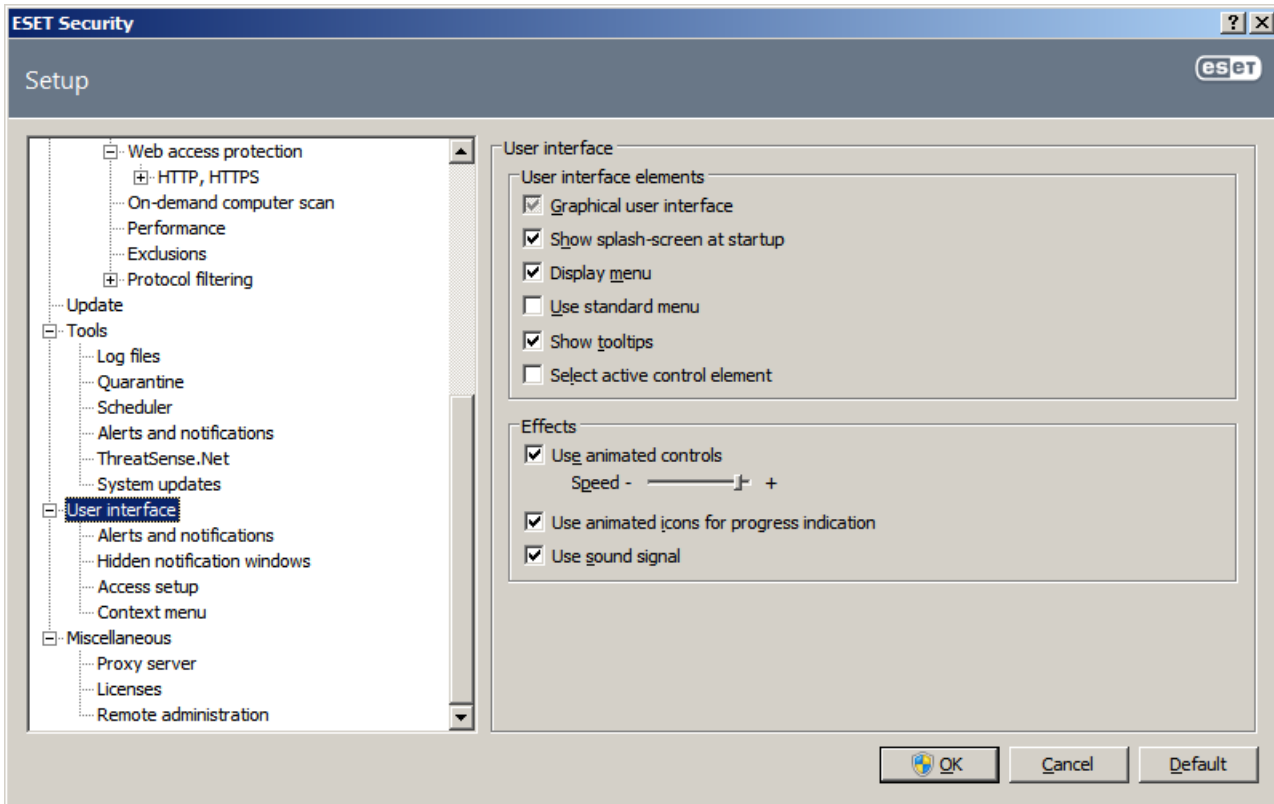 ESET Security
Setup
eseT
Web access protection
HTTP, HTTPS
On-demand computer scan
Performance
Exclusions
Protocol filtering
Update
Tools
Log files
Quarantine
Scheduler
Alerts and notifications
ThreatSense.Net
System updates
User interface
Alerts and notifications
Hidden notification windows
Access setup
Context menu
Miscellaneous
Proxy server
Licenses
Remote administration
User interface
User interface elements
Graphical user interface
Show splash-screen at startup
Display menu
Use standard menu
Show tooltips
Select active control element
Effects
Use animated controls
Speed - +
Use animated icons for progress indication
Use sound signal
OK Cancel Default